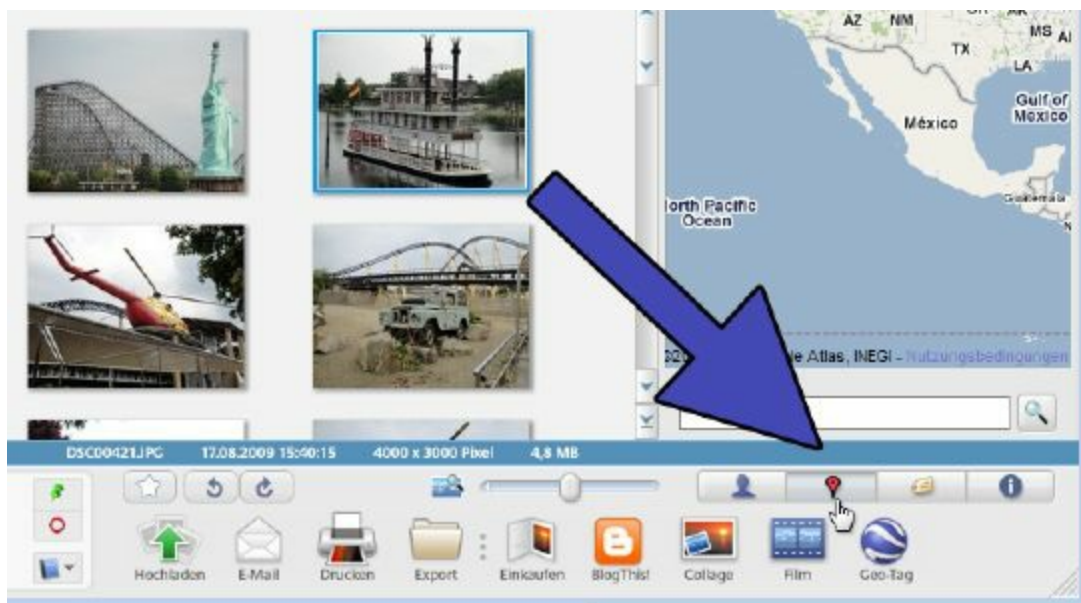 AZ NM
MS
TX
LA
Gulf of
Mexico
México
Guatemala
North Pacific
Ocean
Atlas, INEGI - Nutzungsbedingungen
DSC00421.JPG 17.08.2009 15:40:15 4000 x 3000 Pixel 4,8 MB
Hochladen E-Mail Drucken Export Einkaufen BlogThis! Collage Film Geo-Tag